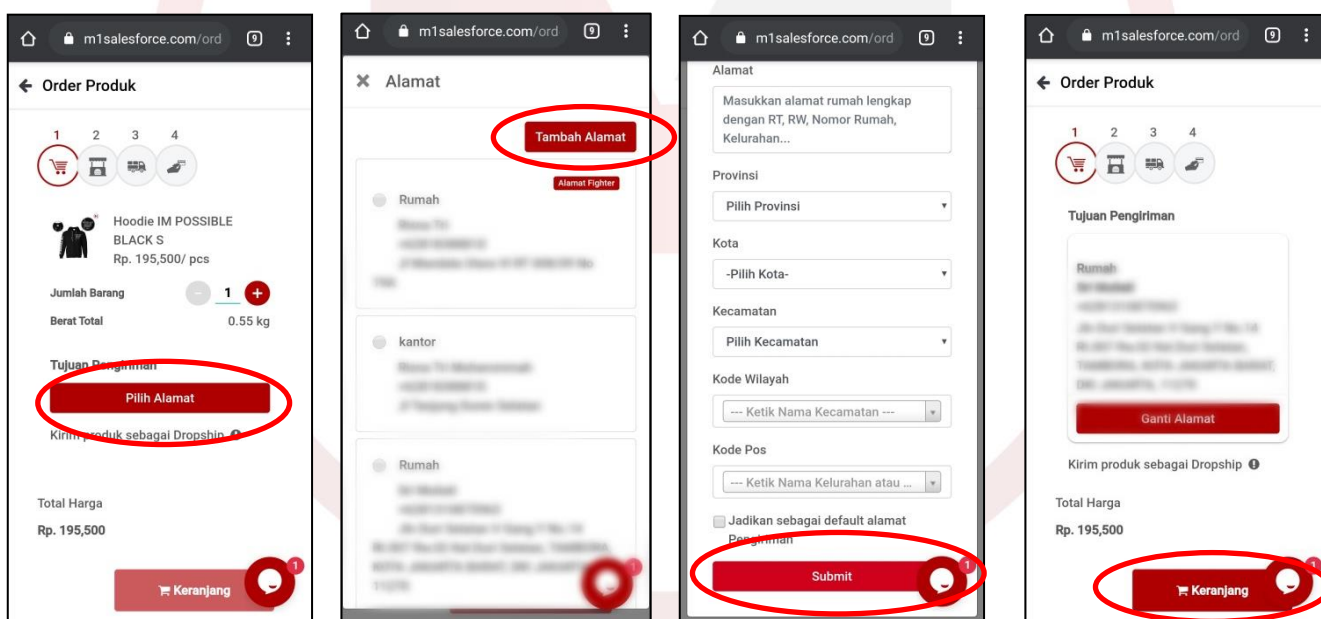 m1salesforce.com/ord 9
Order Produk
1 2 3 4
Hoodie IM POSSIBLE
BLACK S
Rp. 195,500/ pcs
Jumlah Barang 1
Berat Total 0.55 kg
Tujuan Pengiriman
Pilih Alamat
Kirim produk sebagai Dropship
Total Harga
Rp. 195,500
Keranjang
1
m1salesforce.com/ord 9
Alamat
Tambah Alamat
Alamat Fighter
Rumah
kantor
Rumah
m1salesforce.com/ord 9
Alamat
Masukkan alamat rumah lengkap
dengan RT, RW, Nomor Rumah,
Kelurahan...
Provinsi
Pilih Provinsi
Kota
-Pilih Kota-
Kecamatan
Pilih Kecamatan
Kode Wilayah
--- Ketik Nama Kecamatan ---
Kode Pos
--- Ketik Nama Kelurahan atau ...
Jadikan sebagai default alamat
Pengiriman
Submit
1
m1salesforce.com/ord 9
Order Produk
1 2 3 4
Tujuan Pengiriman
Rumah
Ganti Alamat
Kirim produk sebagai Dropship
Total Harga
Rp. 195,500
Keranjang
1